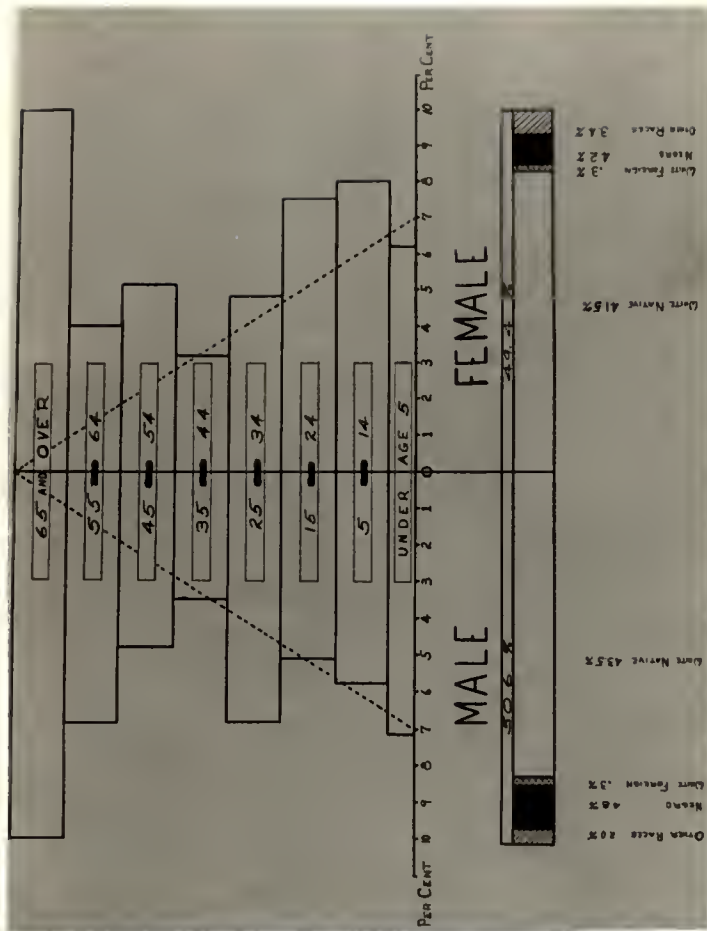 65 AND OVER
55 - 64
45 - 54
35 - 44
25 - 34
15 - 24
5 - 14
UNDER AGE 5
PER CENT 10 9 8 7 6 5 4 3 2 1 0 1 2 3 4 5 6 7 8 9 10 PER CENT
MALE FEMALE
50.6% 49.4%
OTHER RACES 2.0%
NEGRO 4.8%
WHITE FOREIGN .3%
WHITE NATIVE 43.5%
WHITE NATIVE 41.5%
WHITE FOREIGN .3%
NEGRO 4.2%
OTHER RACES 3.4%